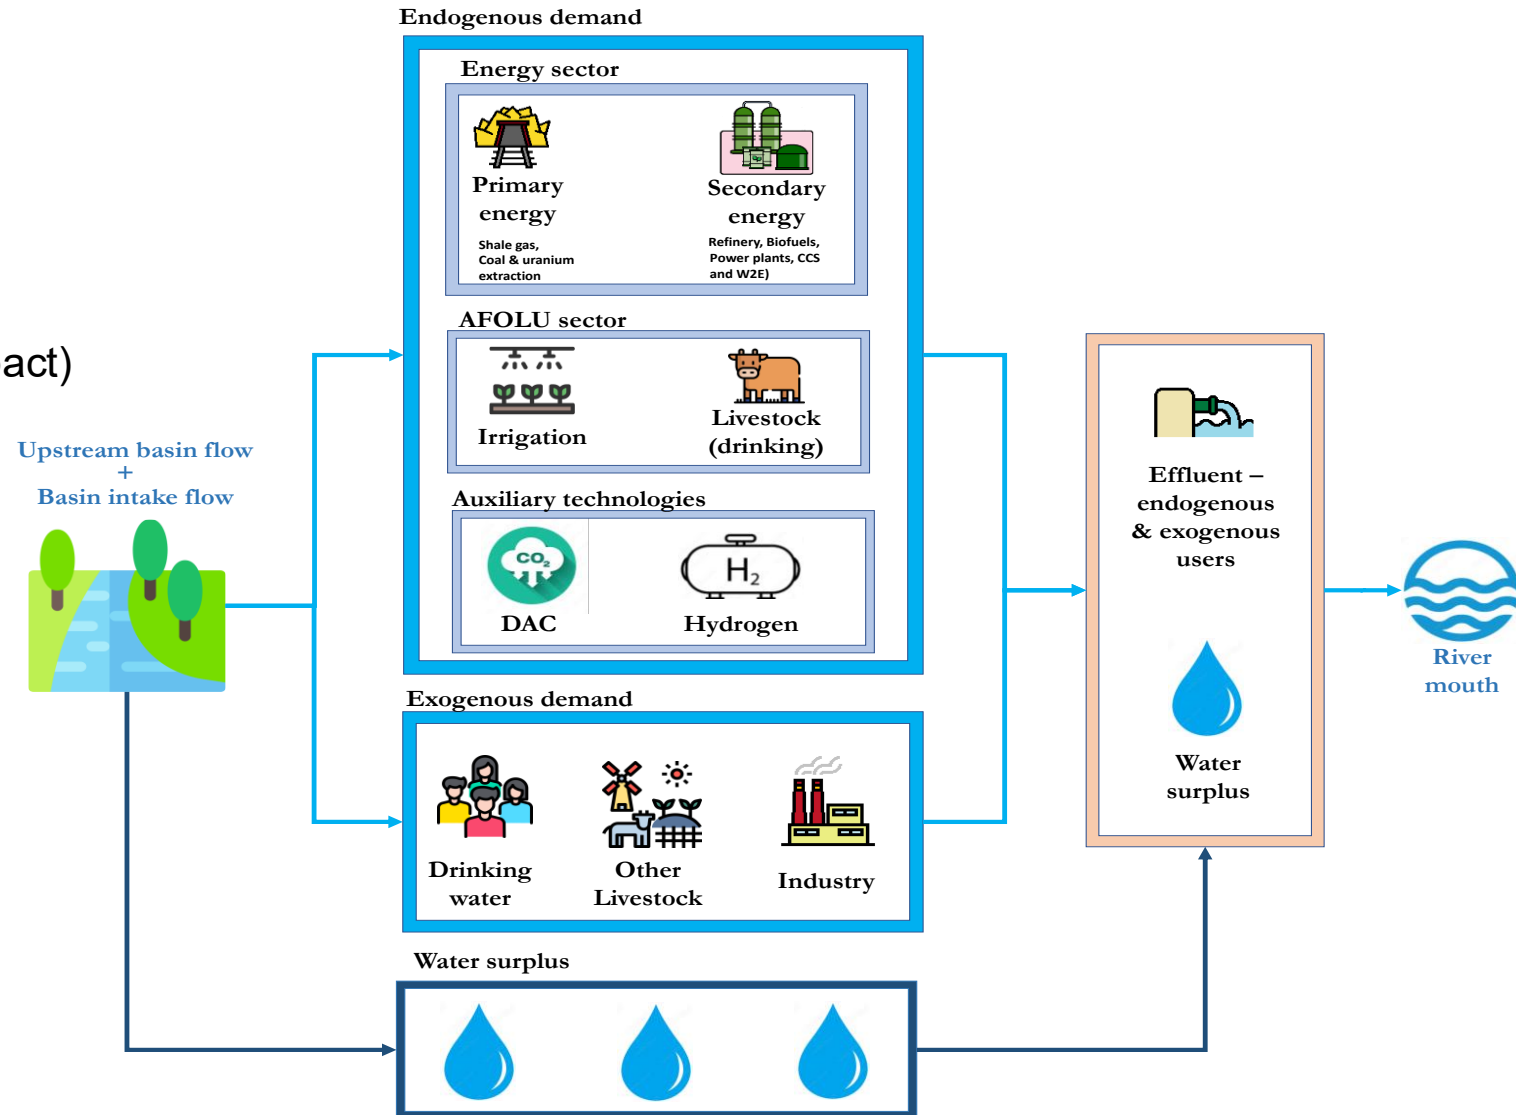 Endogenous demand
Energy sector
Primary
energy
Shale gas,
Coal & uranium
extraction
Secondary
energy
Refinery, Biofuels,
Power plants, CCS
and W2E)
AFOLU sector
Irrigation
Livestock
(drinking)
Auxiliary technologies
CO2
DAC
H2
Hydrogen
act)
Upstream basin flow
+
Basin intake flow
Exogenous demand
Drinking
water
Other
Livestock
Industry
Water surplus
Effluent –
endogenous
& exogenous
users
Water
surplus
River
mouth